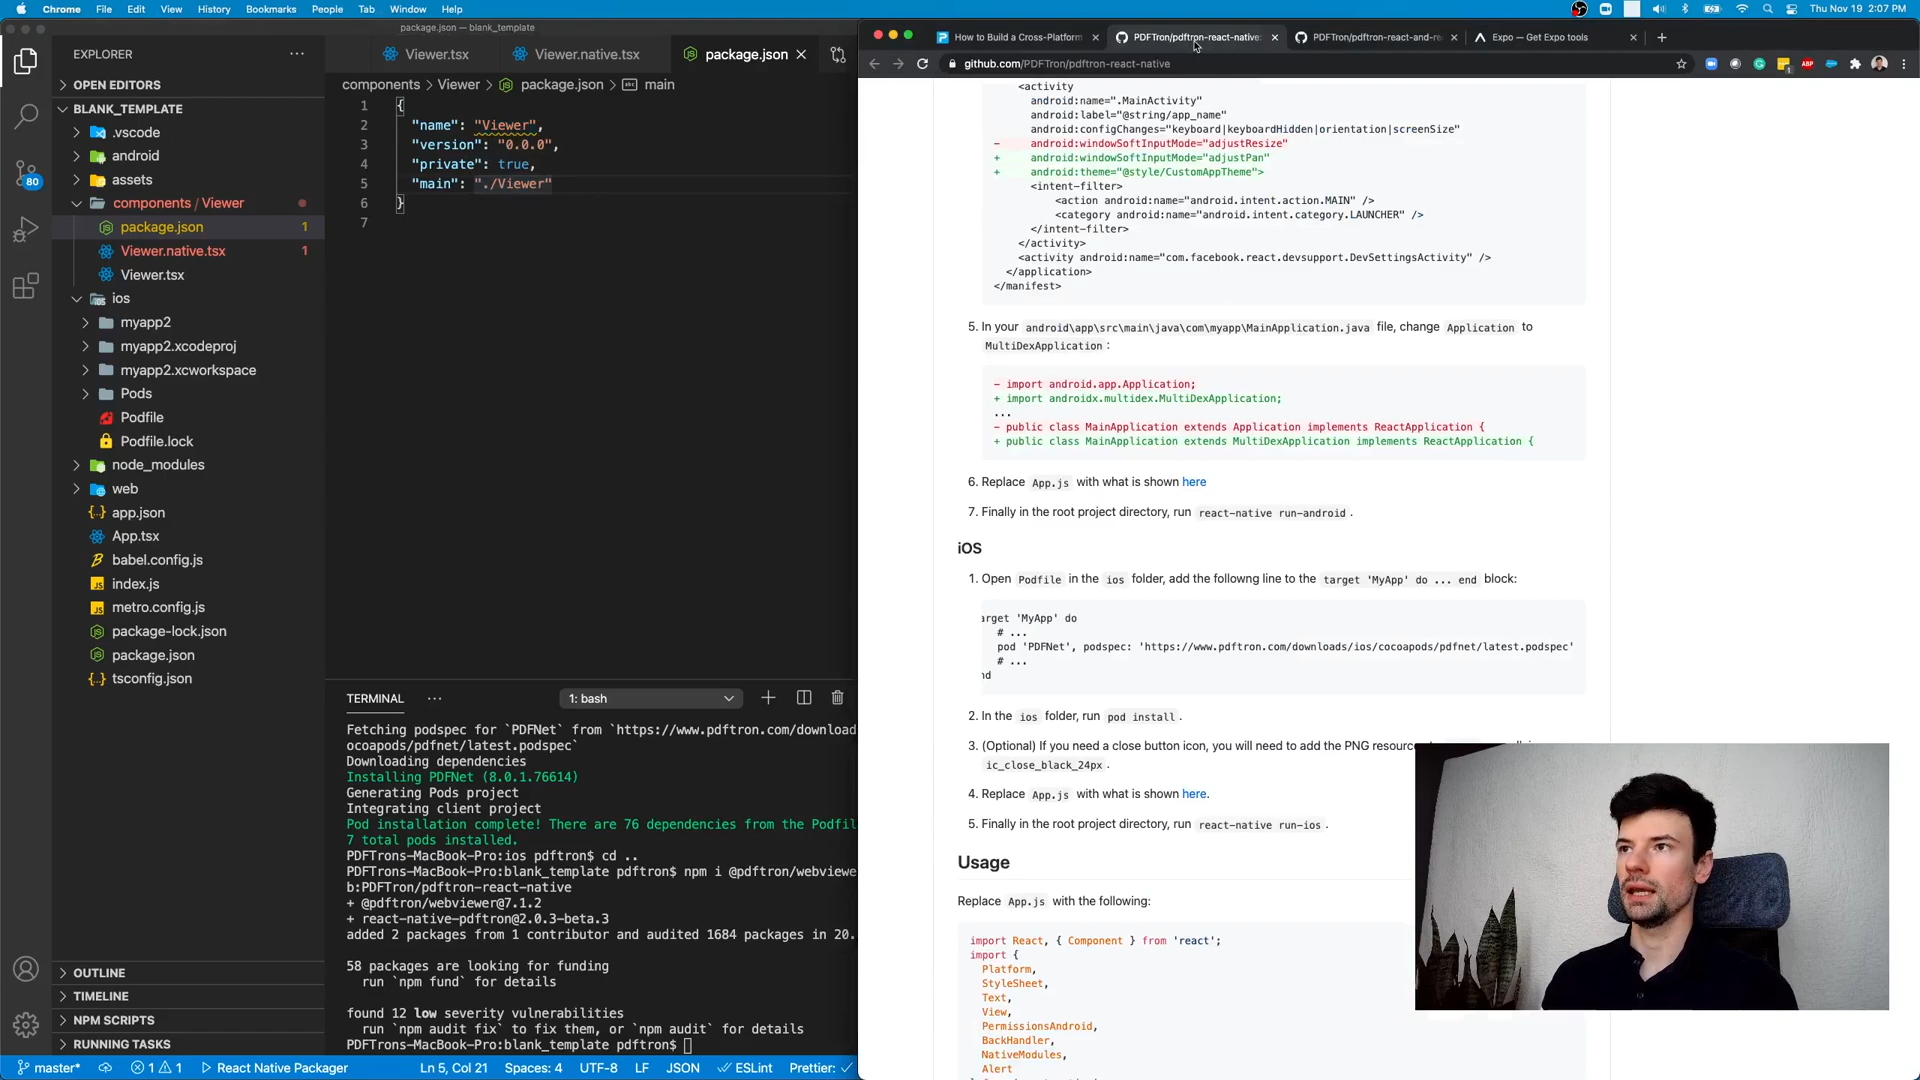 Chrome File Edit View History Bookmarks People Tab Window Help
Thu Nov 19 2:07 PM
package.json — blank_template
EXPLORER
OPEN EDITORS
BLANK_TEMPLATE
.vscode
android
assets
components / Viewer
package.json 1
Viewer.native.tsx 1
Viewer.tsx
ios
myapp2
myapp2.xcodeproj
myapp2.xcworkspace
Pods
Podfile
Podfile.lock
node_modules
web
app.json
App.tsx
babel.config.js
index.js
metro.config.js
package-lock.json
package.json
tsconfig.json
OUTLINE
TIMELINE
NPM SCRIPTS
RUNNING TASKS
80
Viewer.tsx Viewer.native.tsx package.json
components > Viewer > package.json > main
1 {
2 "name": "Viewer",
3 "version": "0.0.0",
4 "private": true,
5 "main": "./Viewer"
6 }
7
TERMINAL 1: bash
Fetching podspec for `PDFNet` from `https://www.pdftron.com/download
ocoapods/pdfnet/latest.podspec`
Downloading dependencies
Installing PDFNet (8.0.1.76614)
Generating Pods project
Integrating client project
Pod installation complete! There are 76 dependencies from the Podfil
7 total pods installed.
PDFTrons-MacBook-Pro:ios pdftron$ cd ..
PDFTrons-MacBook-Pro:blank_template pdftron$ npm i @pdftron/webviewe
b:PDFTron/pdftron-react-native
+ @pdftron/webviewer@7.1.2
+ react-native-pdftron@2.0.3-beta.3
added 2 packages from 1 contributor and audited 1684 packages in 20.
58 packages are looking for funding
run `npm fund` for details
found 12 low severity vulnerabilities
run `npm audit fix` to fix them, or `npm audit` for details
PDFTrons-MacBook-Pro:blank_template pdftron$
master* 1 1 React Native Packager Ln 5, Col 21 Spaces: 4 UTF-8 LF JSON ESLint Prettier:
How to Build a Cross-Platform PDFTron/pdftron-react-native: PDFTron/pdftron-react-and-re Expo — Get Expo tools
github.com/PDFTron/pdftron-react-native
<activity
android:name=".MainActivity"
android:label="@string/app_name"
android:configChanges="keyboard|keyboardHidden|orientation|screenSize"
- android:windowSoftInputMode="adjustResize"
+ android:windowSoftInputMode="adjustPan"
+ android:theme="@style/CustomAppTheme">
<intent-filter>
<action android:name="android.intent.action.MAIN" />
<category android:name="android.intent.category.LAUNCHER" />
</intent-filter>
</activity>
<activity android:name="com.facebook.react.devsupport.DevSettingsActivity" />
</application>
</manifest>
5. In your android\app\src\main\java\com\myapp\MainApplication.java file, change Application to
MultiDexApplication :
- import android.app.Application;
+ import androidx.multidex.MultiDexApplication;
...
- public class MainApplication extends Application implements ReactApplication {
+ public class MainApplication extends MultiDexApplication implements ReactApplication {
6. Replace App.js with what is shown here
7. Finally in the root project directory, run react-native run-android .
iOS
1. Open Podfile in the ios folder, add the followng line to the target 'MyApp' do ... end block:
arget 'MyApp' do
# ...
pod 'PDFNet', podspec: 'https://www.pdftron.com/downloads/ios/cocoapods/pdfnet/latest.podspec'
# ...
nd
2. In the ios folder, run pod install .
3. (Optional) If you need a close button icon, you will need to add the PNG resourc
ic_close_black_24px .
4. Replace App.js with what is shown here.
5. Finally in the root project directory, run react-native run-ios .
Usage
Replace App.js with the following:
import React, { Component } from 'react';
import {
Platform,
StyleSheet,
Text,
View,
PermissionsAndroid,
BackHandler,
NativeModules,
Alert